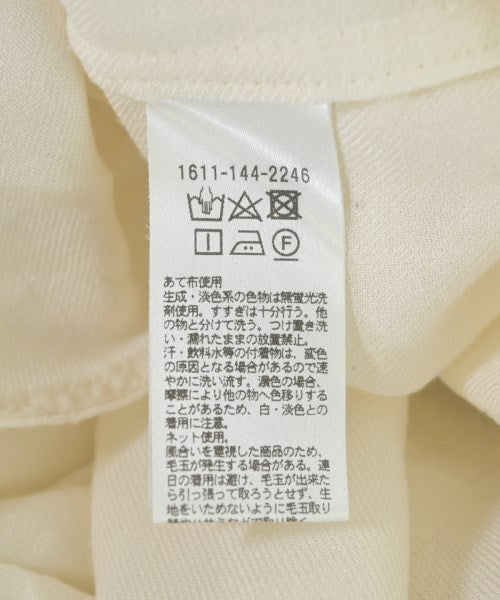 1611-144-2246
F
あて布使用
生成・淡色系の色物は無蛍光洗
剤使用。すすぎは十分行う。他
の物と分けて洗う。つけ置き洗
い・濡れたままの放置禁止。
汗・飲料水等の付着物は、変色
の原因となる場合があるので速
やかに洗い流す。濃色の場合、
摩擦により他の物へ色移りする
ことがあるため、白・淡色との
着用に注意。
ネット使用。
風合いを重視した商品のため、
毛玉が発生する場合がある。連
日の着用は避け、毛玉が出来た
ら引っ張って取ろうとせず、生
地をいためないように毛玉取り